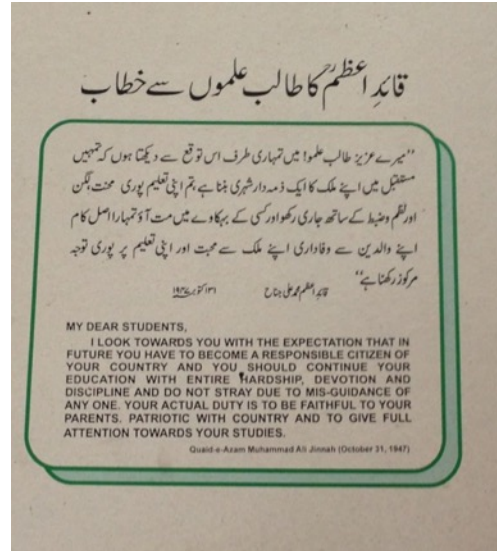 قائدِ اعظمؒ کا طالب علموں سے خطاب
”میرے عزیز طالب علمو! میں تمہاری طرف اس توقع سے دیکھتا ہوں کہ تمہیں
مستقبل میں اپنے ملک کا ایک ذمہ دار شہری بننا ہے، تم اپنی تعلیم پوری محنت، لگن
اور نظم و ضبط کے ساتھ جاری رکھو اور کسی کے بہکاوے میں مت آؤ تمہارا اصل کام
اپنے والدین سے وفاداری اپنے ملک سے محبت اور اپنی تعلیم پر پوری توجہ
مرکوز رکھنا ہے“
قائدِ اعظم محمد علی جناح ۳۱ اکتوبر ۱۹۴۷
MY DEAR STUDENTS,
I LOOK TOWARDS YOU WITH THE EXPECTATION THAT IN
FUTURE YOU HAVE TO BECOME A RESPONSIBLE CITIZEN OF
YOUR COUNTRY AND YOU SHOULD CONTINUE YOUR
EDUCATION WITH ENTIRE HARDSHIP, DEVOTION AND
DISCIPLINE AND DO NOT STRAY DUE TO MIS-GUIDANCE OF
ANY ONE. YOUR ACTUAL DUTY IS TO BE FAITHFUL TO YOUR
PARENTS. PATRIOTIC WITH COUNTRY AND TO GIVE FULL
ATTENTION TOWARDS YOUR STUDIES.
Quaid-e-Azam Muhammad Ali Jinnah (October 31, 1947)